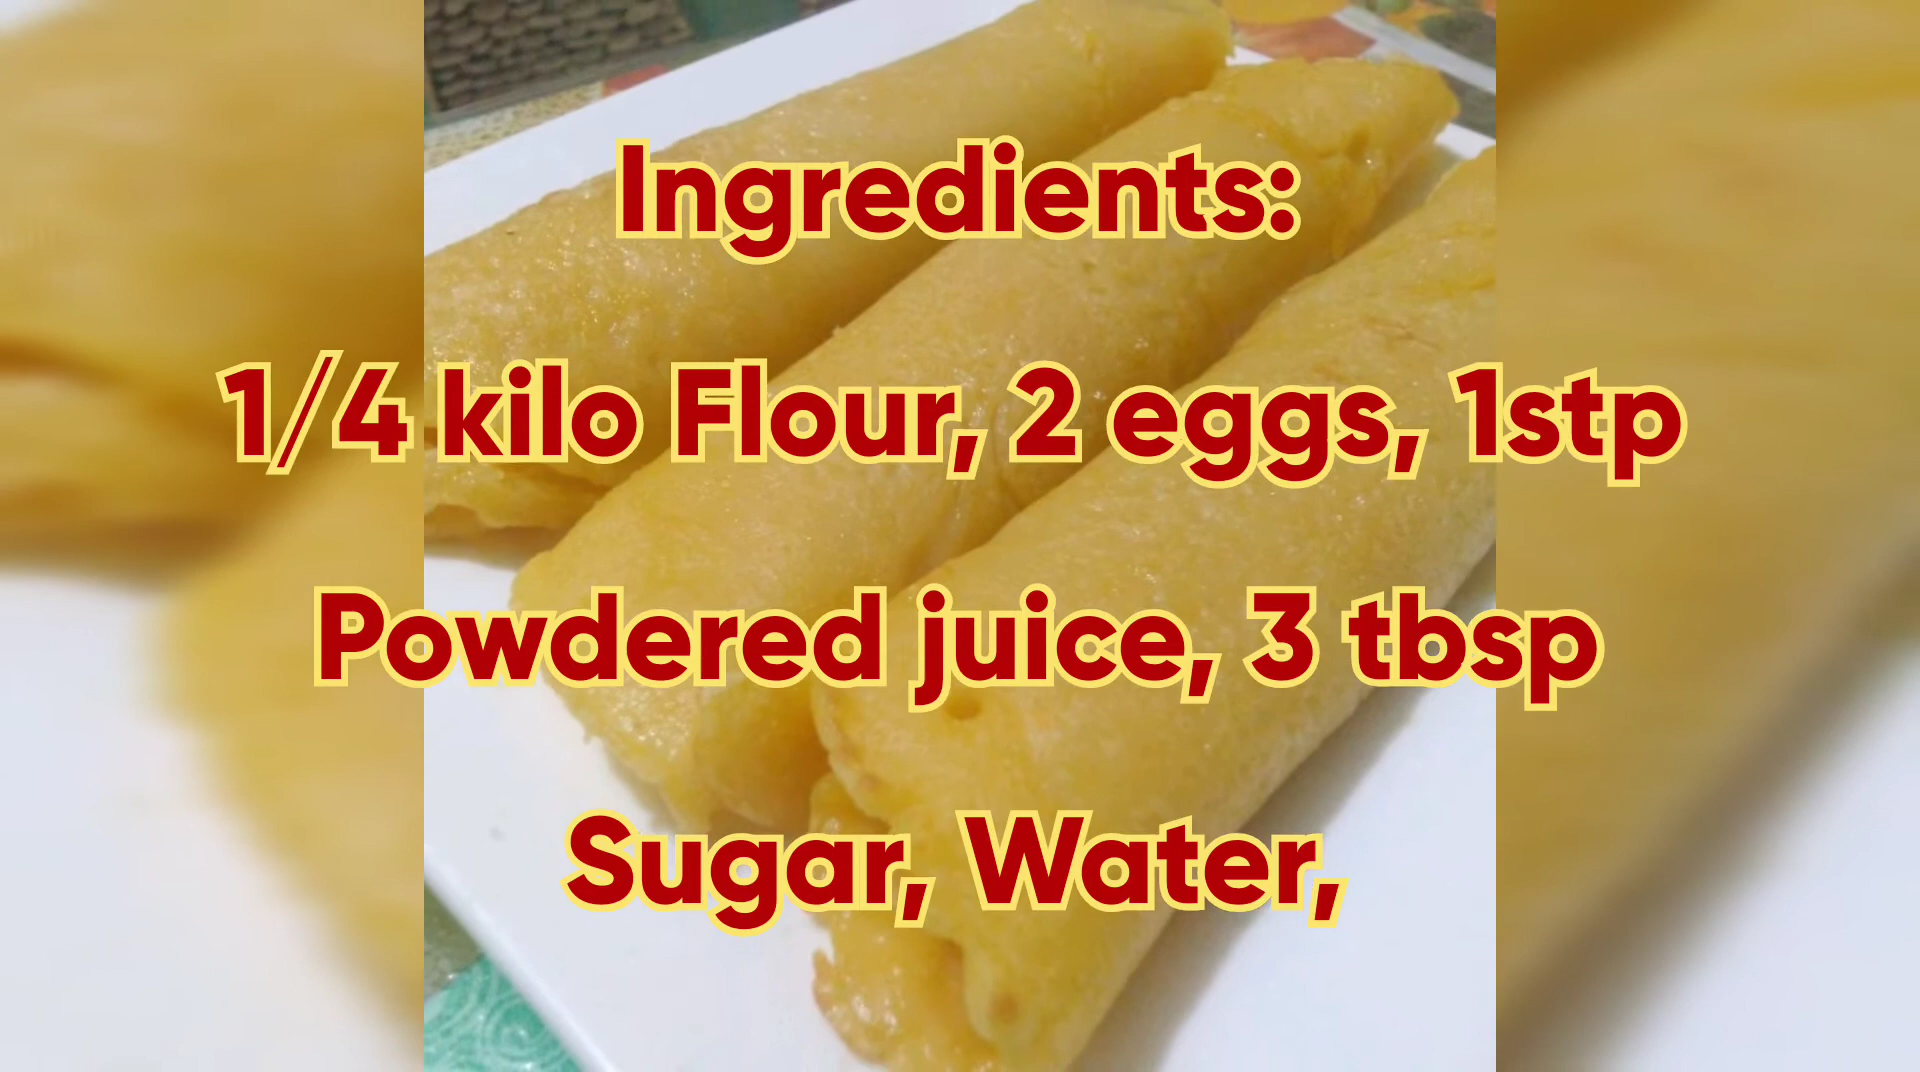 Ingredients:
1/4 kilo Flour, 2 eggs, 1stp
Powdered juice, 3 tbsp
Sugar, Water,